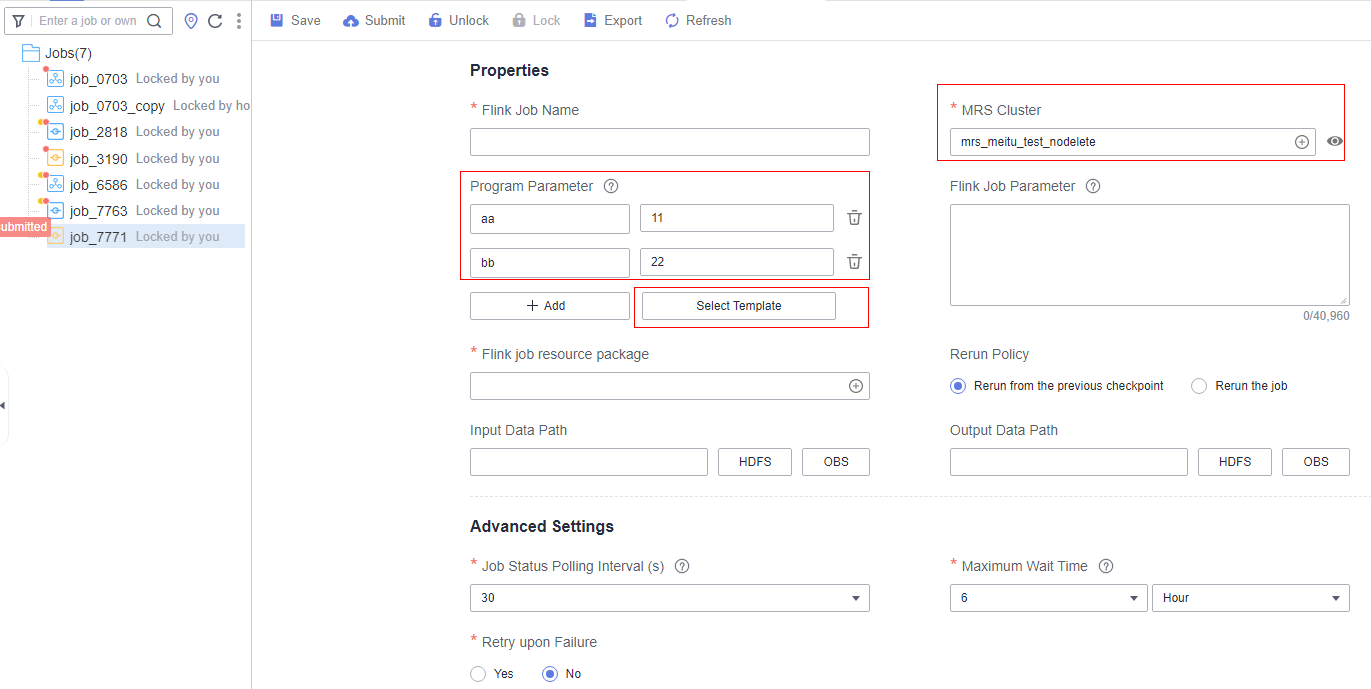 Enter a job or own
Save Submit Unlock Lock Export Refresh
Jobs(7)
job_0703 Locked by you
job_0703_copy Locked by ho
job_2818 Locked by you
job_3190 Locked by you
job_6586 Locked by you
job_7763 Locked by you
ubmitted
job_7771 Locked by you
Properties
* Flink Job Name
* MRS Cluster
mrs_meitu_test_nodelete
Program Parameter ?
aa 11
bb 22
+ Add Select Template
Flink Job Parameter ?
0/40,960
* Flink job resource package
Rerun Policy
Rerun from the previous checkpoint Rerun the job
Input Data Path
HDFS OBS
Output Data Path
HDFS OBS
Advanced Settings
* Job Status Polling Interval (s) ?
30
* Maximum Wait Time ?
6 Hour
* Retry upon Failure
Yes No